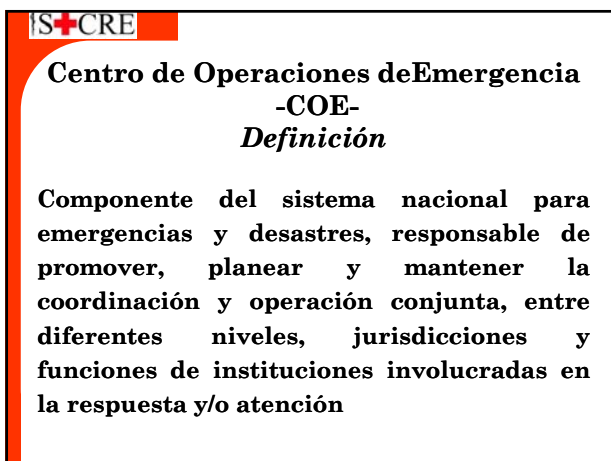 S+CRE
Centro de Operaciones deEmergencia
-COE-
Definición
Componente del sistema nacional para
emergencias y desastres, responsable de
promover, planear y mantener la
coordinación y operación conjunta, entre
diferentes niveles, jurisdicciones y
funciones de instituciones involucradas en
la respuesta y/o atención